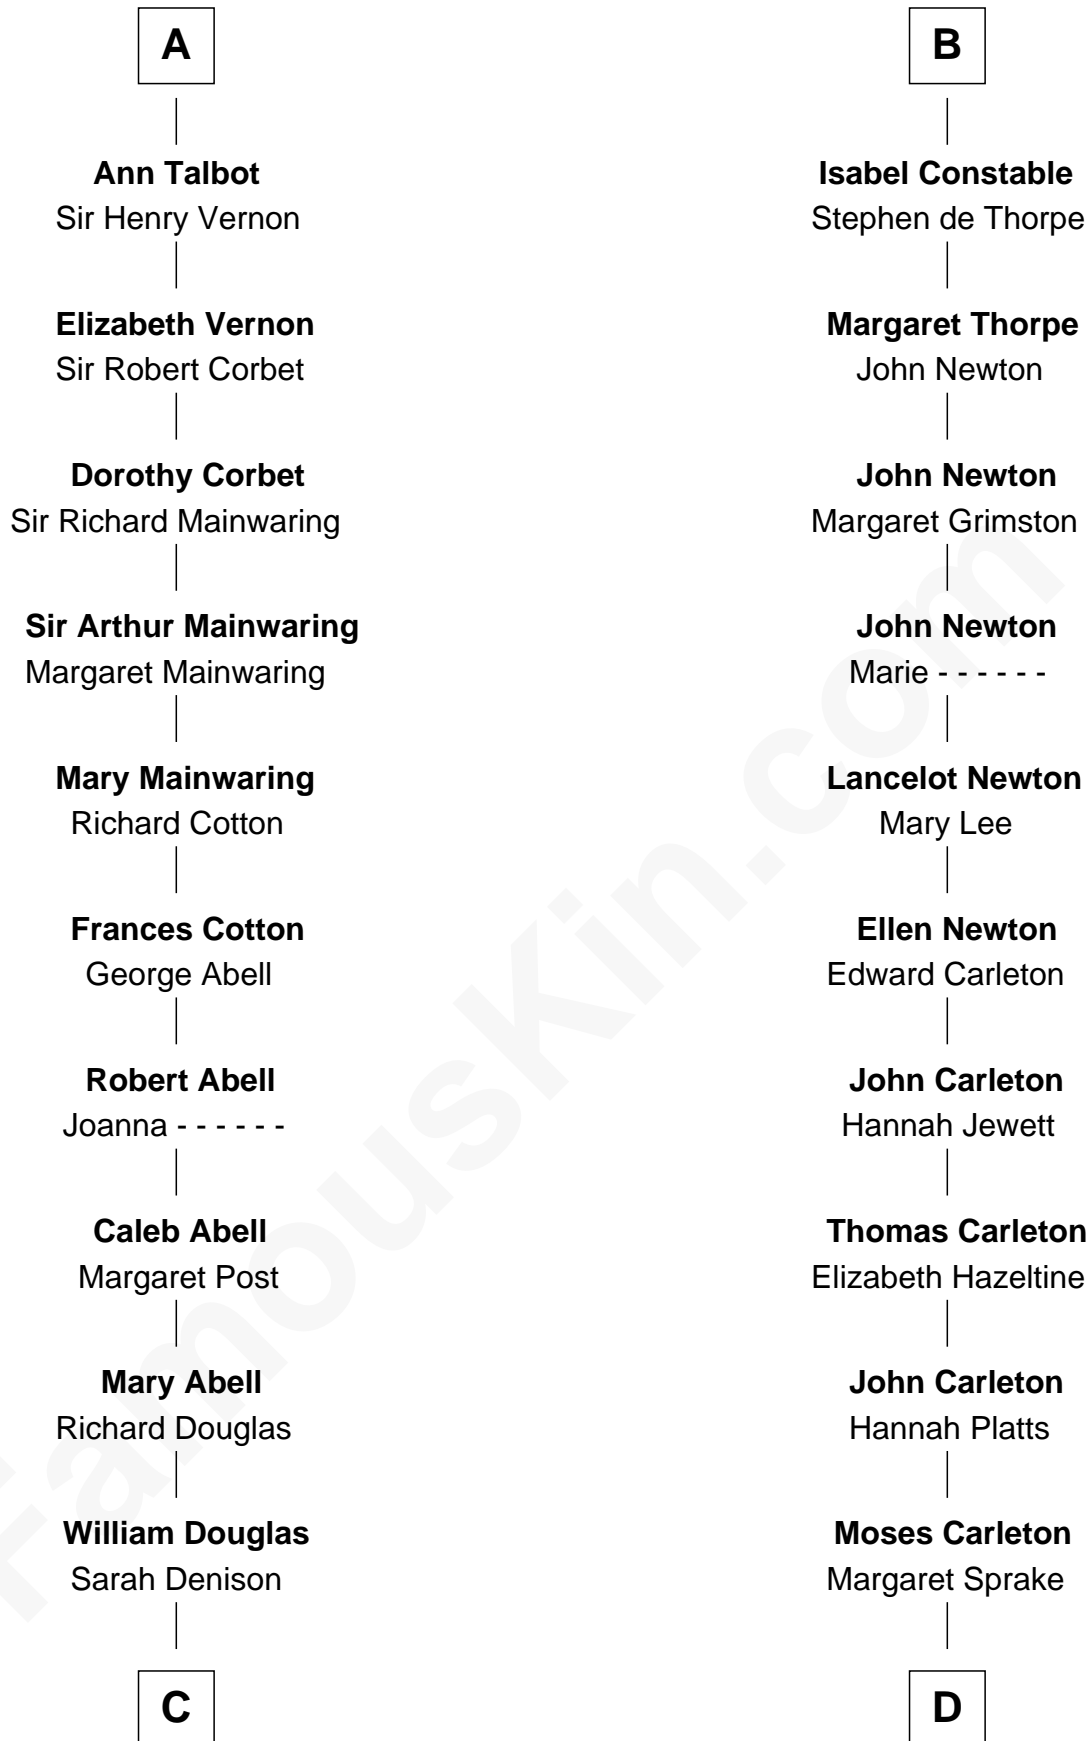 A
Ann Talbot
Sir Henry Vernon
Elizabeth Vernon
Sir Robert Corbet
Dorothy Corbet
Sir Richard Mainwaring
Sir Arthur Mainwaring
Margaret Mainwaring
Mary Mainwaring
Richard Cotton
Frances Cotton
George Abell
Robert Abell
Joanna - - - - - -
Caleb Abell
Margaret Post
Mary Abell
Richard Douglas
William Douglas
Sarah Denison
C
B
Isabel Constable
Stephen de Thorpe
Margaret Thorpe
John Newton
John Newton
Margaret Grimston
John Newton
Marie - - - - - -
Lancelot Newton
Mary Lee
Ellen Newton
Edward Carleton
John Carleton
Hannah Jewett
Thomas Carleton
Elizabeth Hazeltine
John Carleton
Hannah Platts
Moses Carleton
Margaret Sprake
D
FamousKin.com